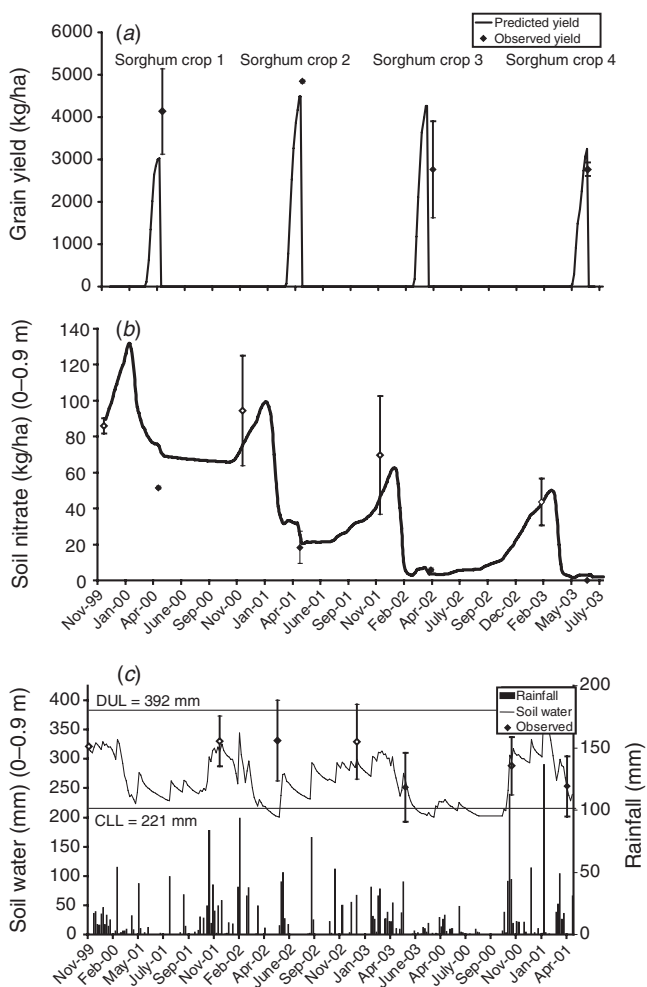 (a)
Predicted yield
Observed yield
Sorghum crop 1 Sorghum crop 2 Sorghum crop 3 Sorghum crop 4
Grain yield (kg/ha)
6000
5000
4000
3000
2000
1000
0
(b)
Soil nitrate (kg/ha) (0–0.9 m)
140
120
100
80
60
40
20
0
Nov-99 Jan-00 Apr-00 June-00 Sep-00 Nov-00 Jan-01 Apr-01 June-01 Sep-01 Nov-01 Feb-02 Apr-02 July-02 Sep-02 Dec-02 Feb-03 May-03 July-03
(c)
Soil water (mm) (0–0.9 m)
400
350
300
250
200
150
100
50
0
DUL = 392 mm
CLL = 221 mm
Rainfall
Soil water
Observed
200
150
100
50
0
Rainfall (mm)
Nov-99 Feb-00 May-01 July-01 Sep-01 Nov-01 Feb-02 Apr-02 June-02 Sep-02 Nov-02 Jan-03 Apr-03 June-03 Apr-00 July-00 Sep-00 Nov-00 Jan-01 Apr-01